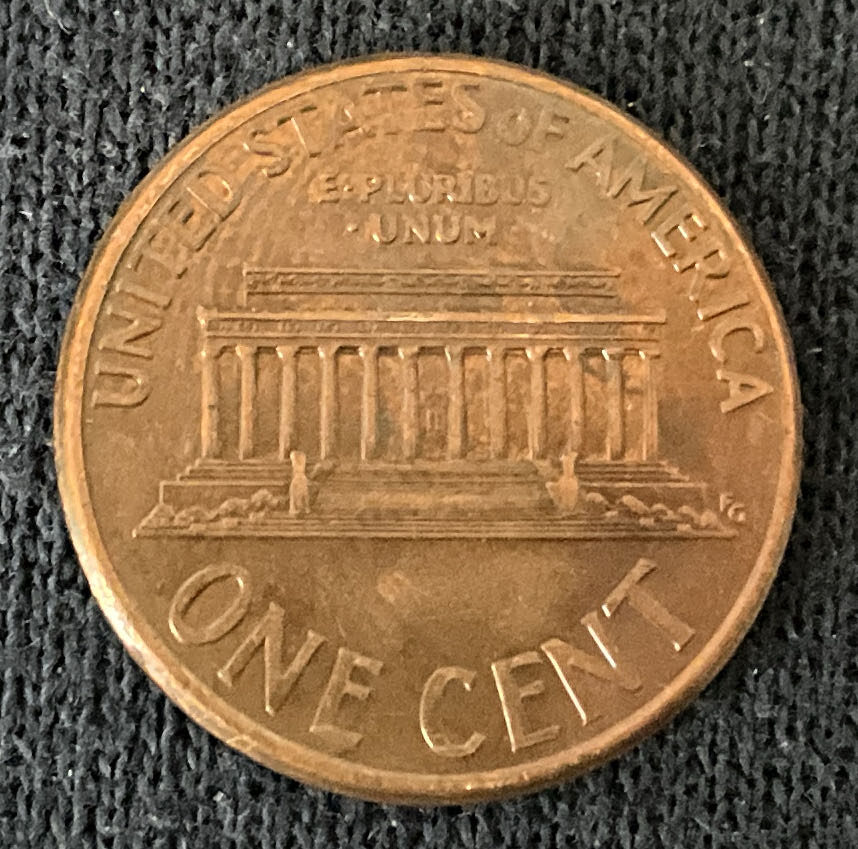 UNITED STATES OF AMERICA
E·PLURIBUS
·UNUM·
FG
ONE CENT